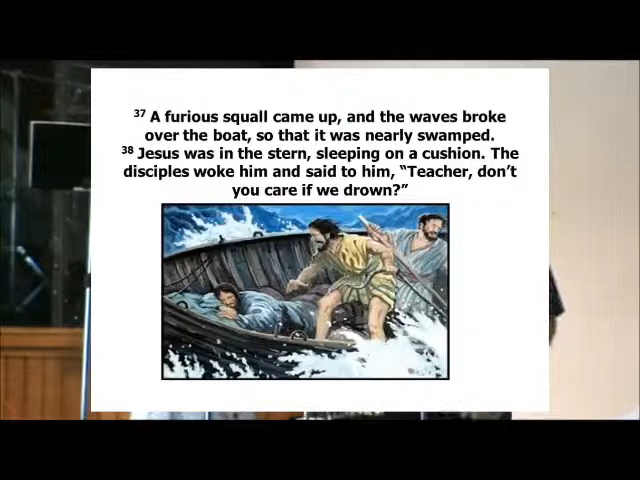 37 A furious squall came up, and the waves broke
over the boat, so that it was nearly swamped.
38 Jesus was in the stern, sleeping on a cushion. The
disciples woke him and said to him, “Teacher, don’t
you care if we drown?”